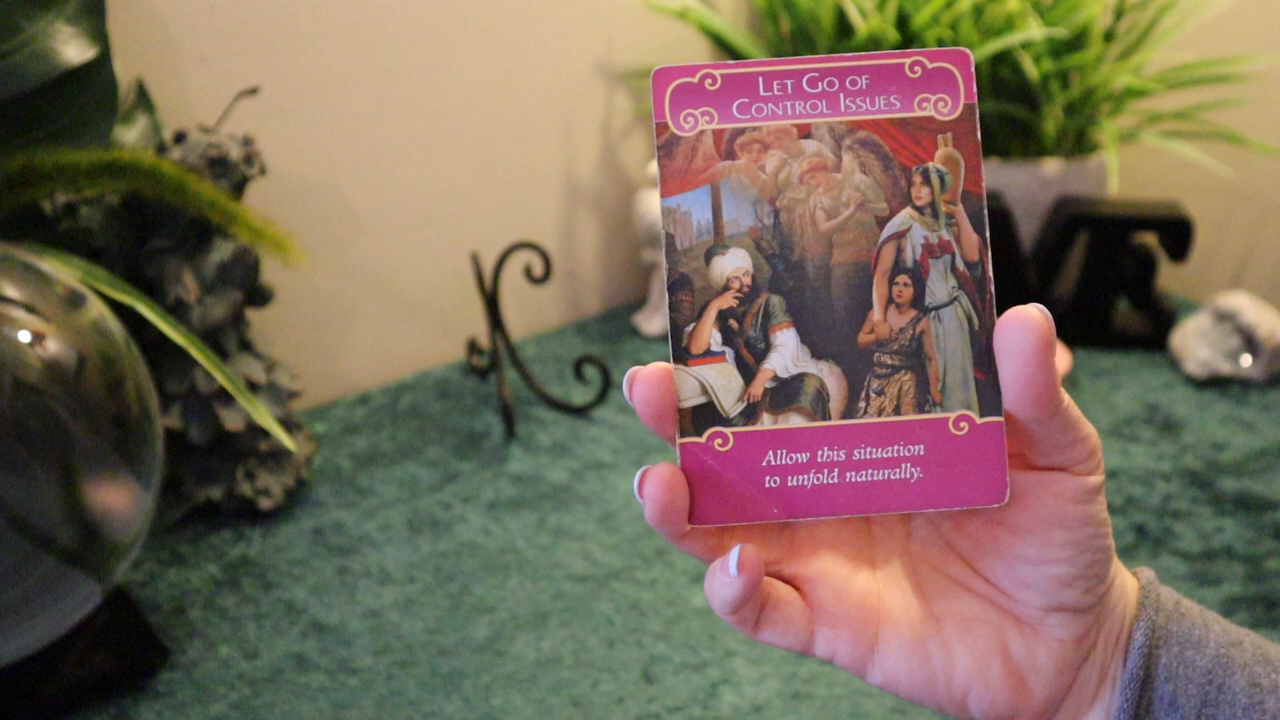 LET GO OF
CONTROL ISSUES
Allow this situation
to unfold naturally.